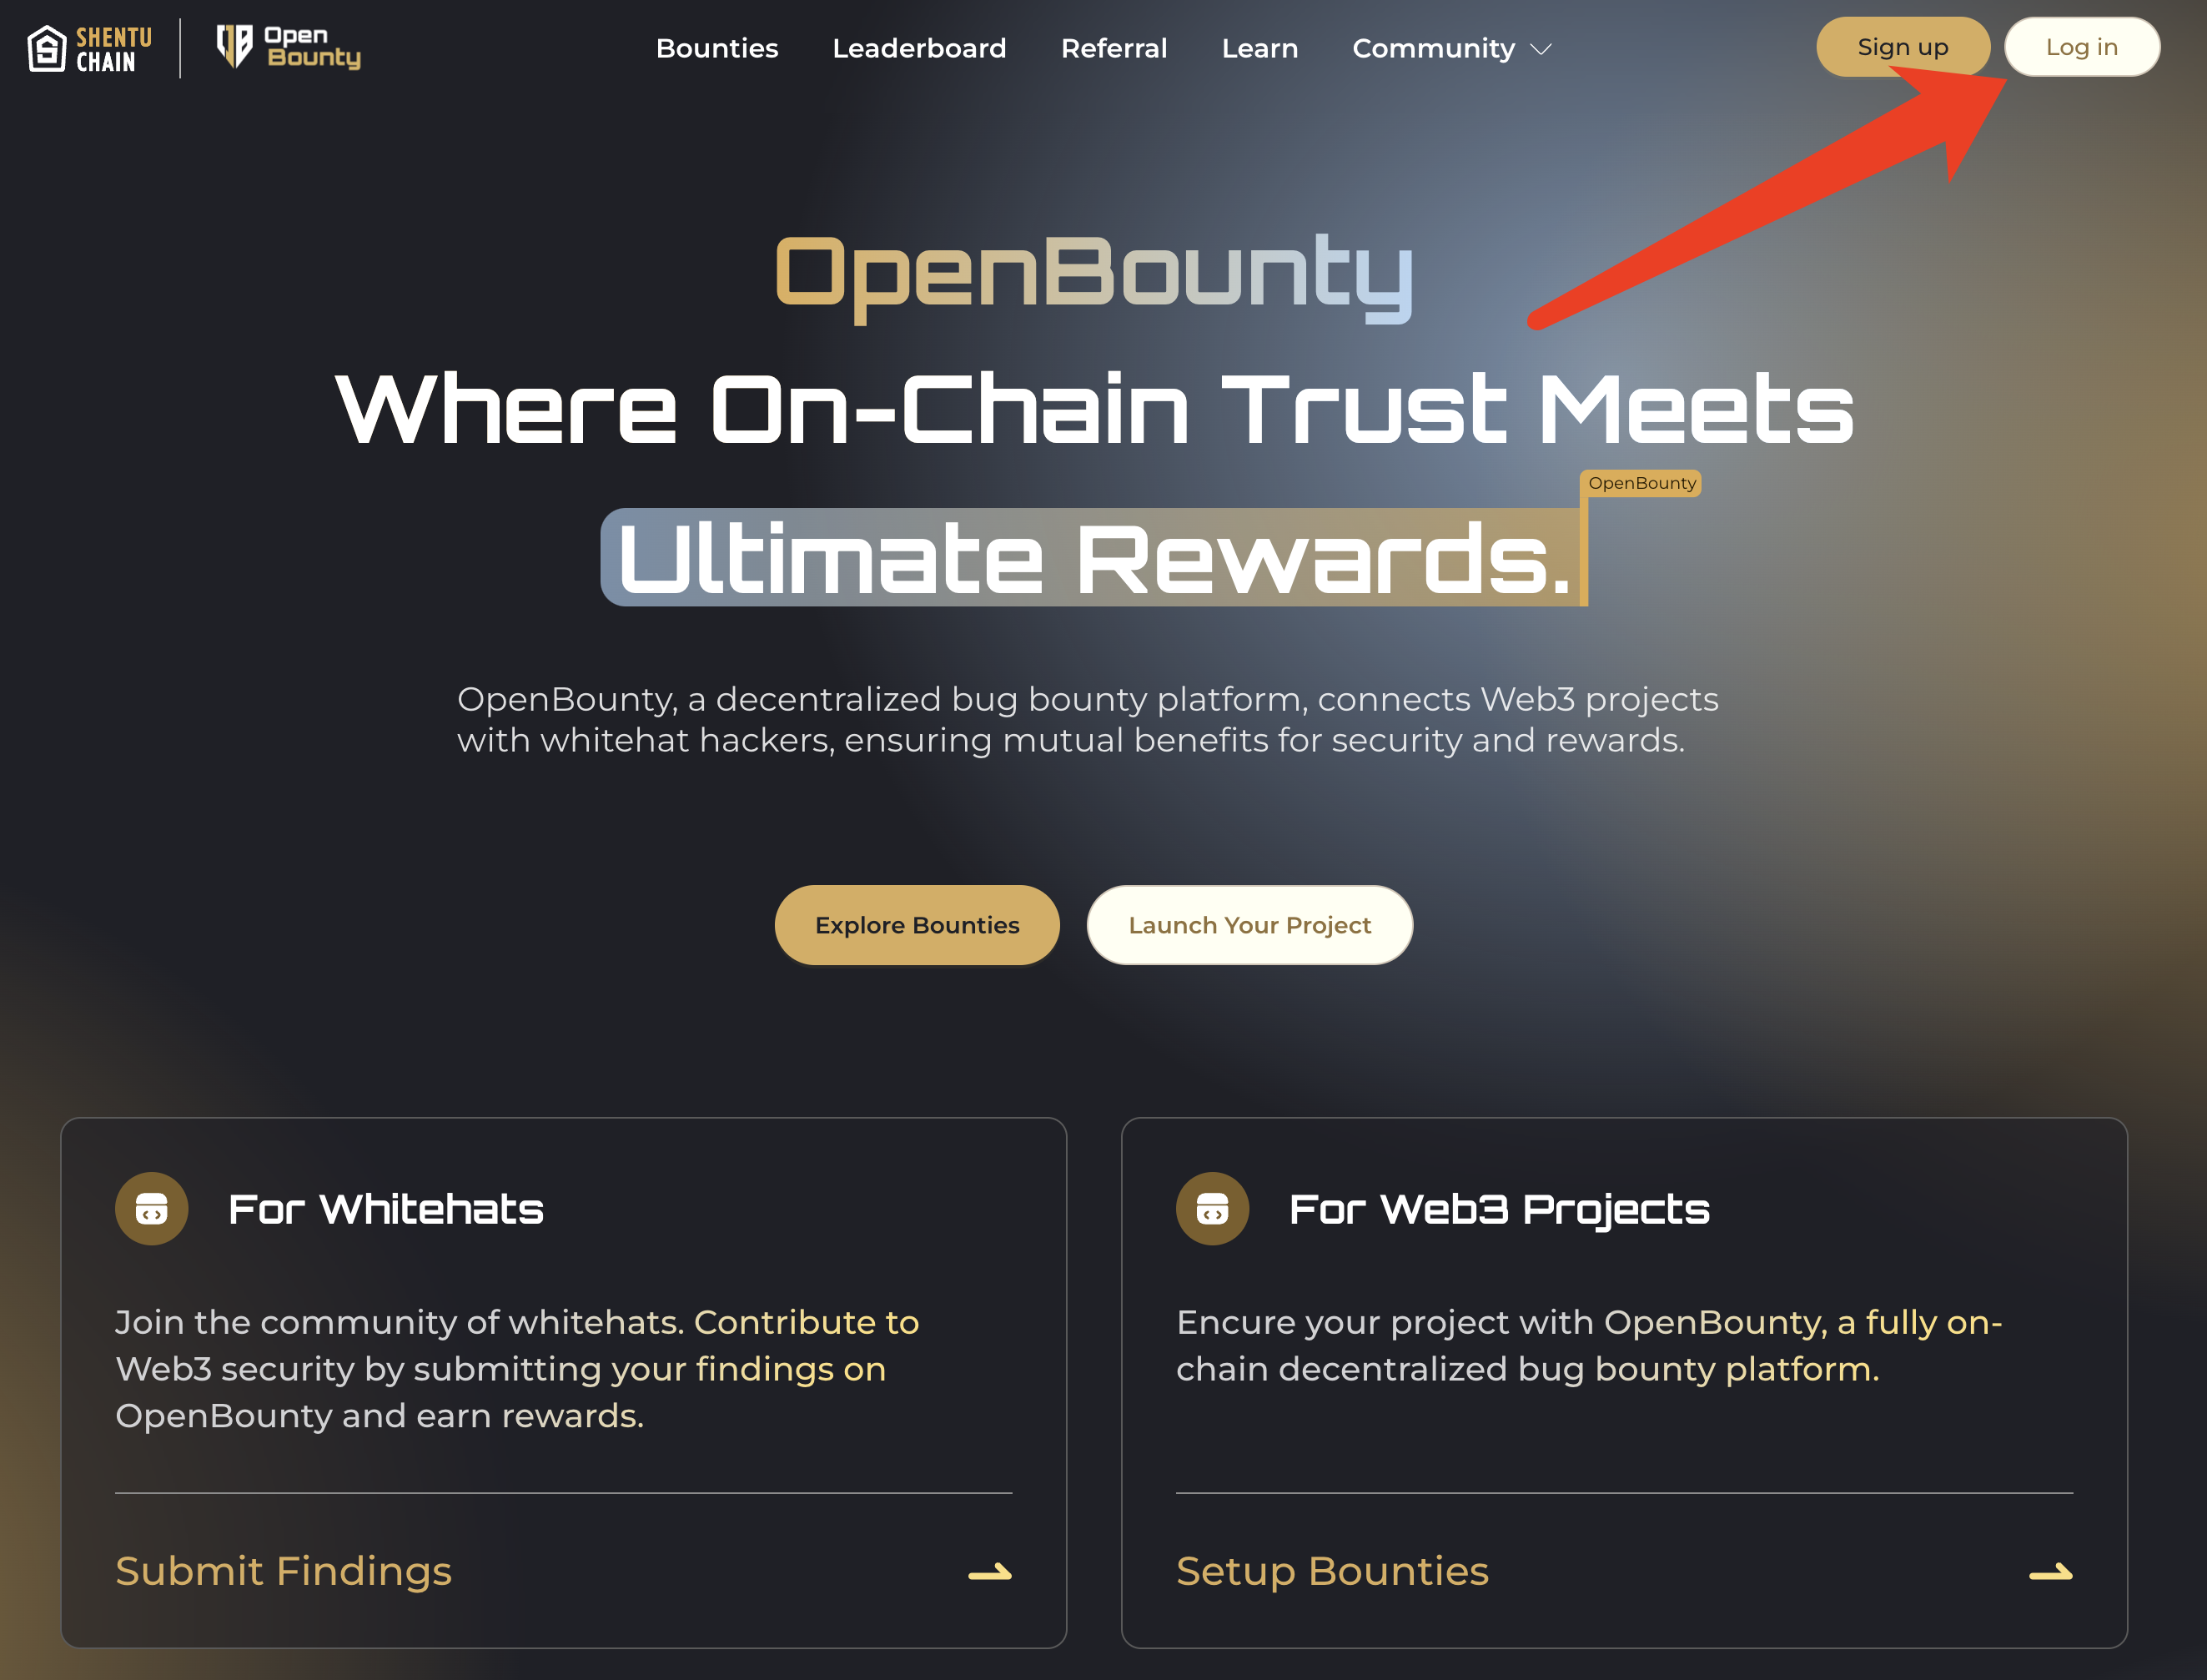 SHENTU
CHAIN
Open
Bounty
Bounties
Leaderboard
Referral
Learn
Community
Sign up
Log in
OpenBounty
Where On-Chain Trust Meets
OpenBounty
Ultimate Rewards.
OpenBounty, a decentralized bug bounty platform, connects Web3 projects
with whitehat hackers, ensuring mutual benefits for security and rewards.
Explore Bounties
Launch Your Project
For Whitehats
Join the community of whitehats. Contribute to
Web3 security by submitting your findings on
OpenBounty and earn rewards.
Submit Findings
For Web3 Projects
Encure your project with OpenBounty, a fully on-
chain decentralized bug bounty platform.
Setup Bounties